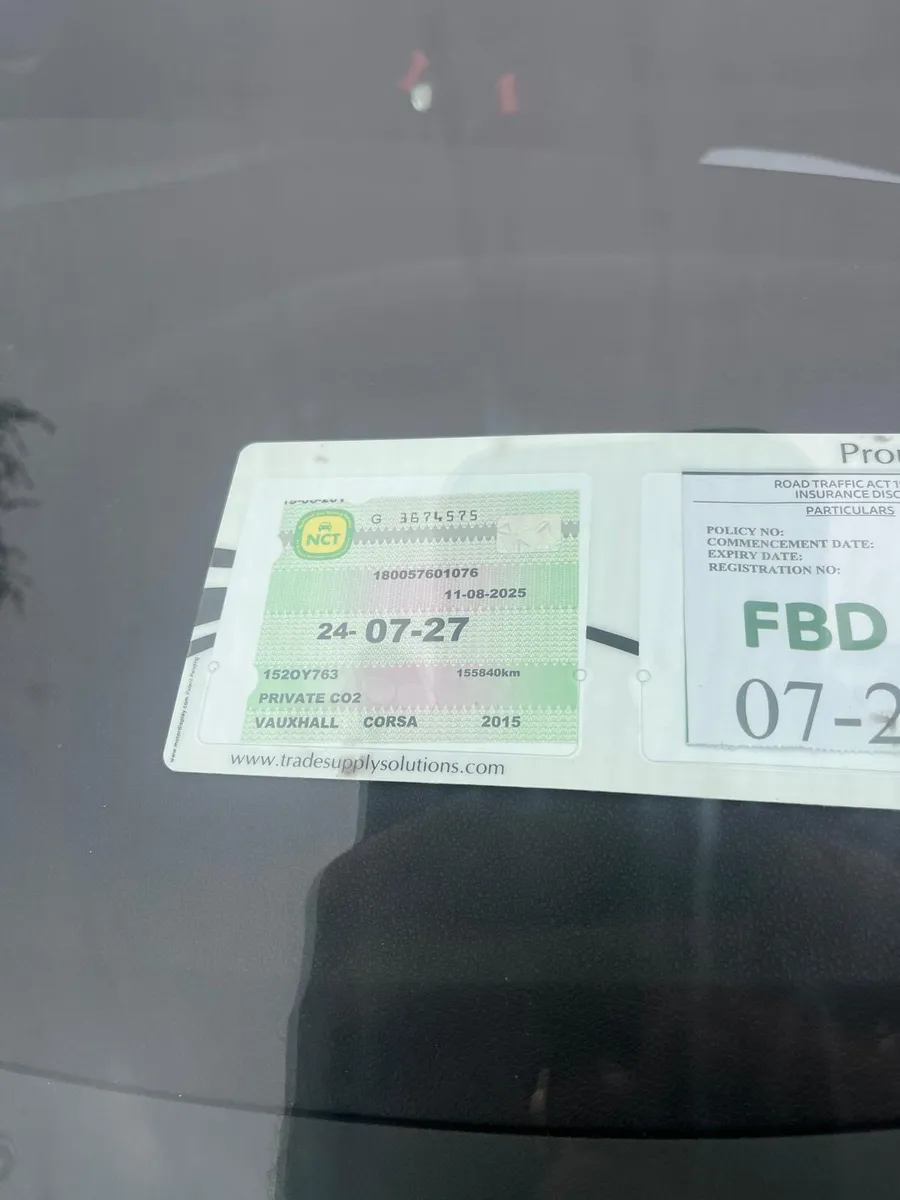 G 3674575
NCT
180057601076
11-08-2025
24- 07-27
152OY763
155840km
PRIVATE CO2
VAUXHALL CORSA 2015
www.tradesupplysolutions.com
ROAD TRAFFIC ACT
INSURANCE DISC
PARTICULARS
POLICY NO:
COMMENCEMENT DATE:
EXPIRY DATE:
REGISTRATION NO:
FBD
07-2